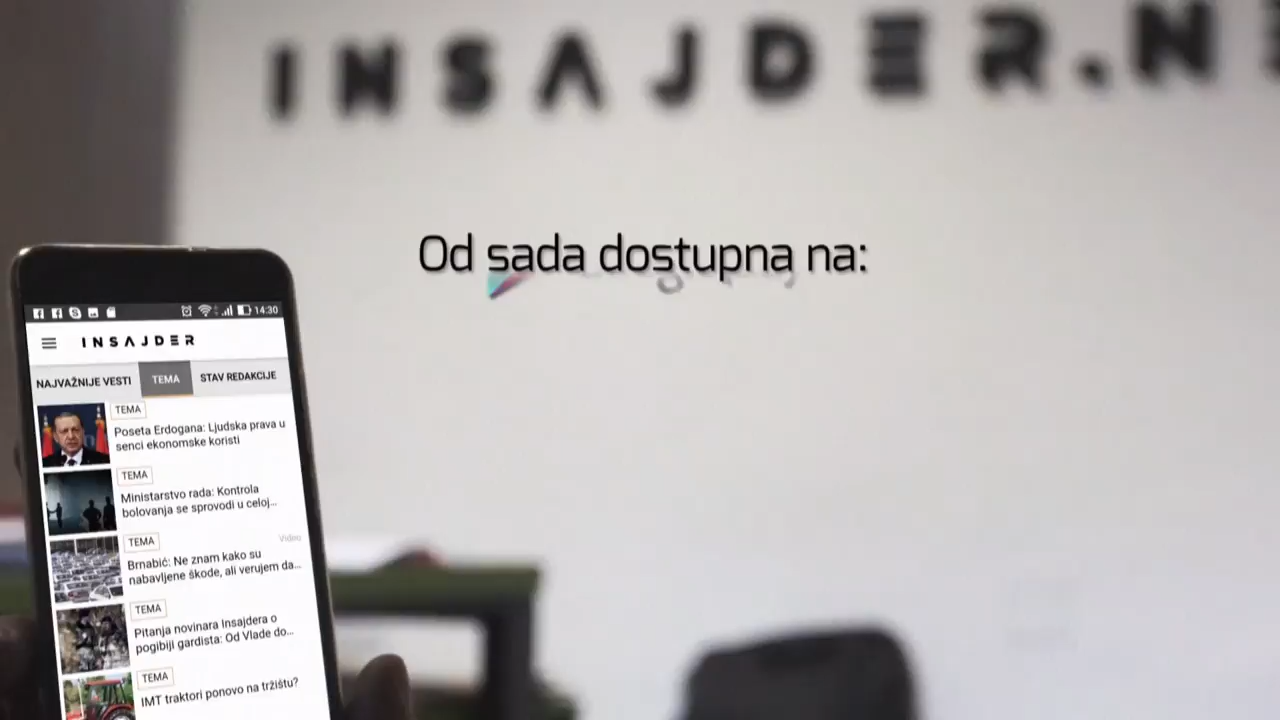 INSAJDER.N
Od sada dostupna na:
14:30
INSAJDER
NAJVAŽNIJE VESTI
TEMA
STAV REDAKCIJE
TEMA
Poseta Erdogana: Ljudska prava u
senci ekonomske koristi
TEMA
Ministarstvo rada: Kontrola
bolovanja se sprovodi u celoj...
TEMA
Video
Brnabić: Ne znam kako su
nabavljene škode, ali verujem da...
TEMA
Pitanja novinara Insajdera o
pogibiji gardista: Od Vlade do...
TEMA
IMT traktori ponovo na tržištu?